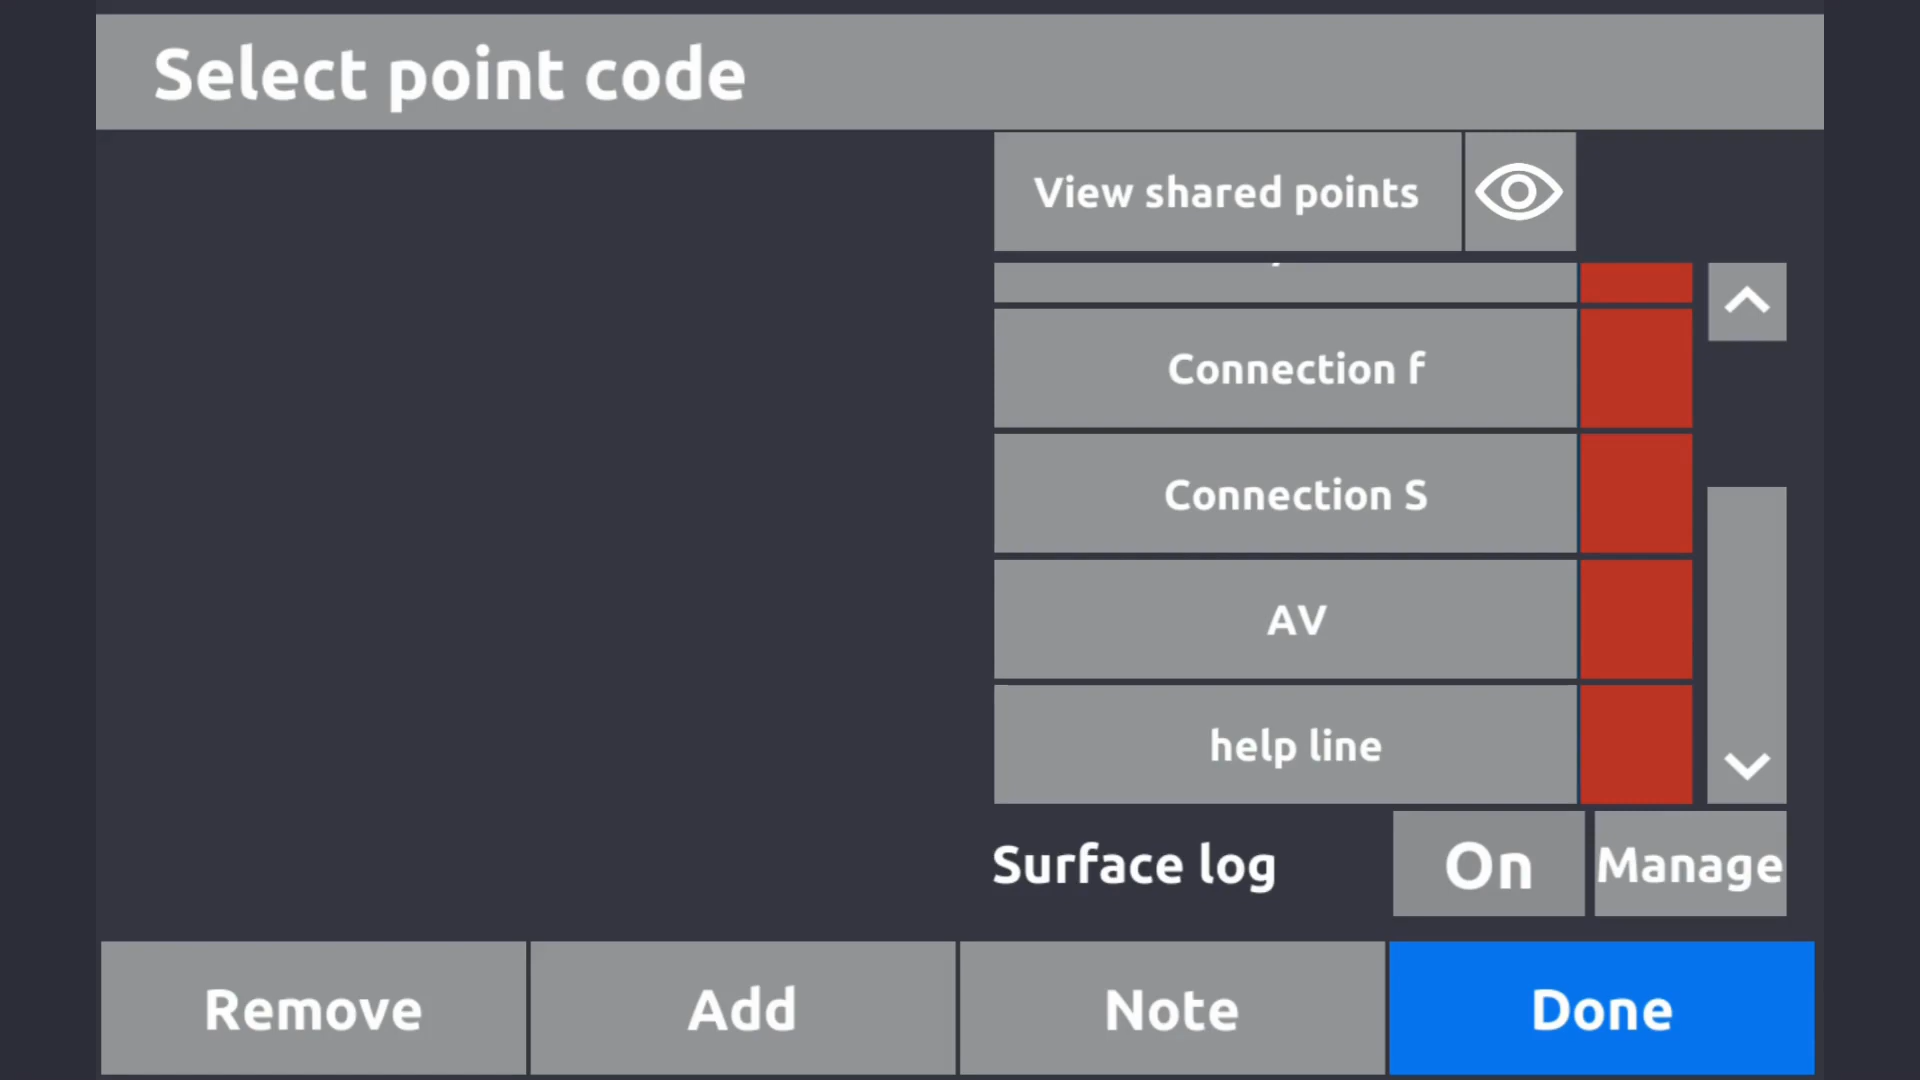 Select point code
View shared points
Connection f
Connection S
AV
help line
Surface log
On
Manage
Remove
Add
Note
Done